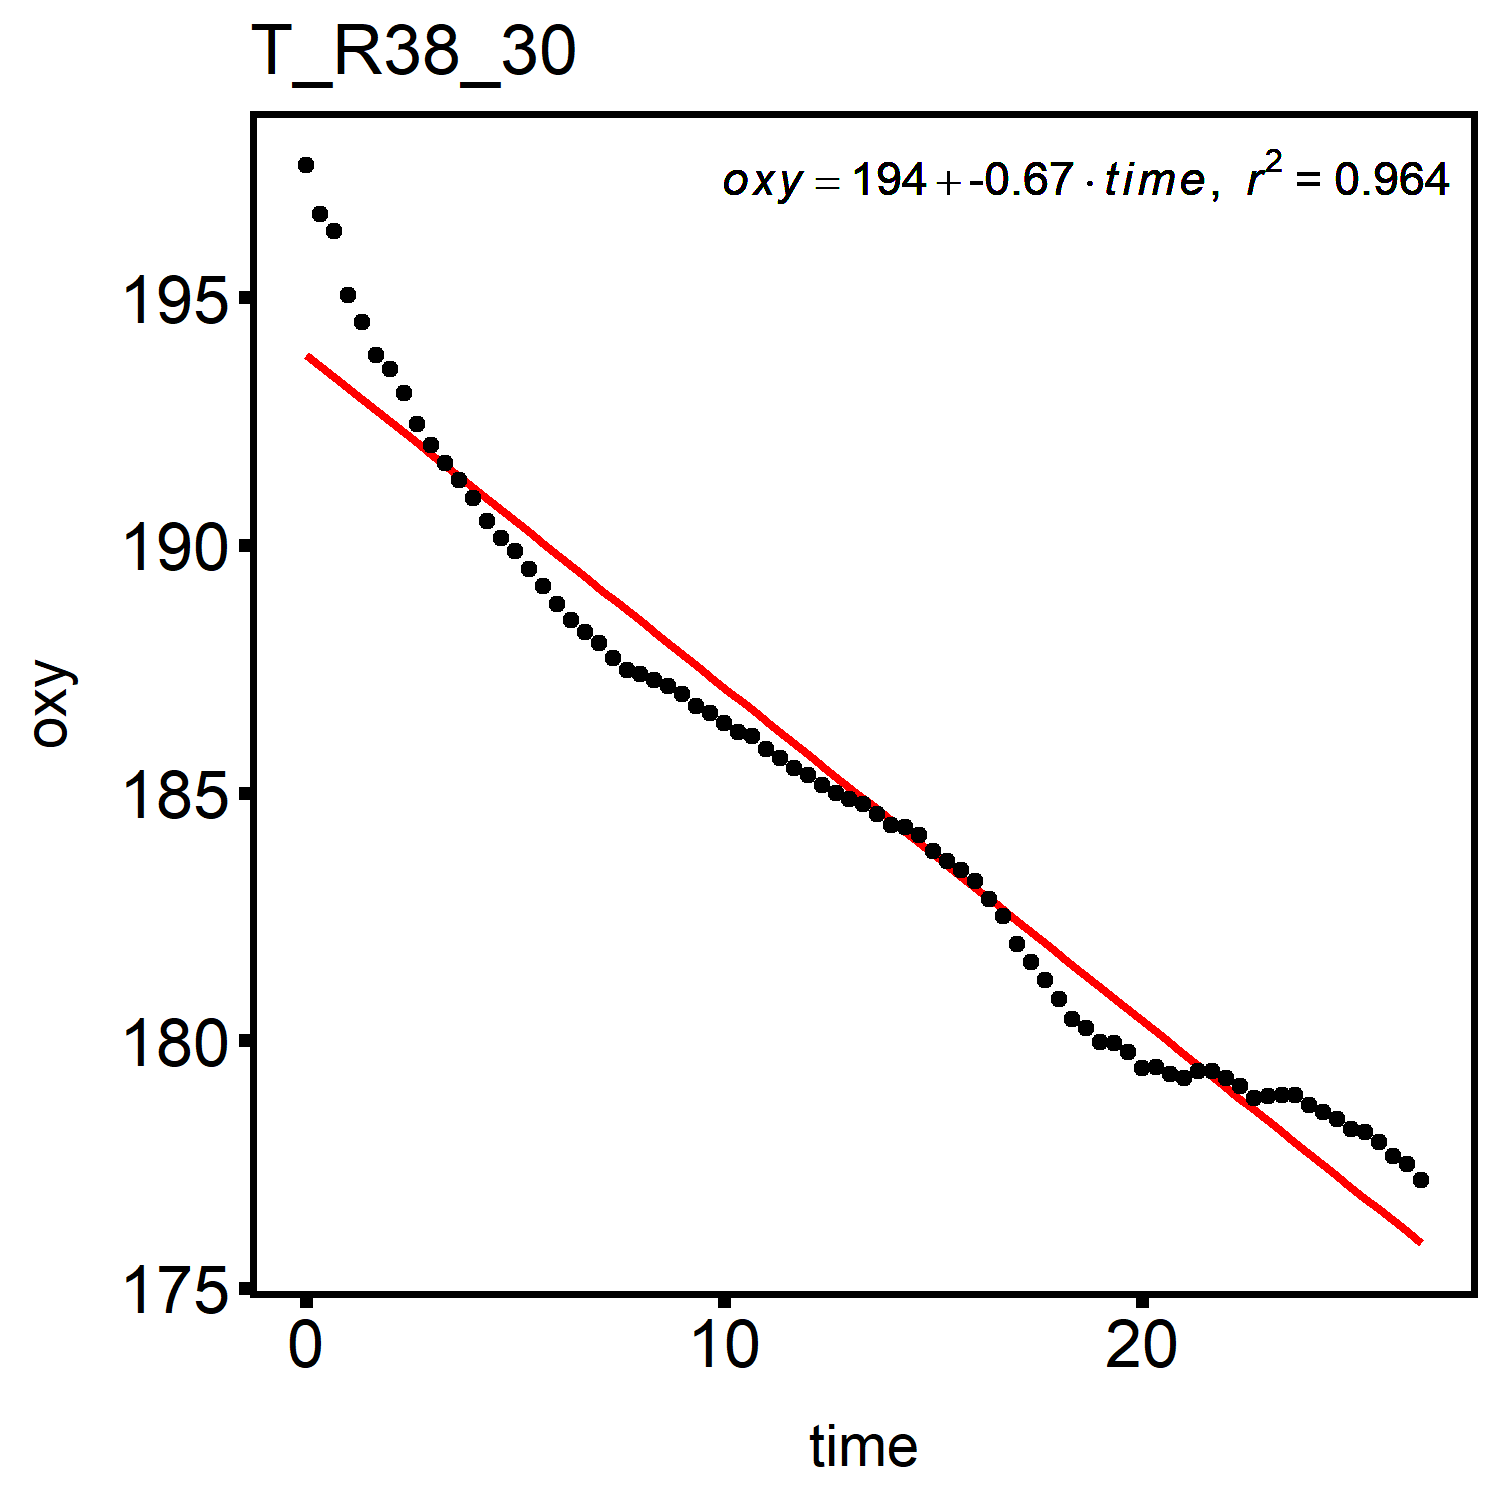 T_R38_30
oxy = 194 + -0.67 · time, r² = 0.964
195
190
185
180
175
oxy
0 10 20
time